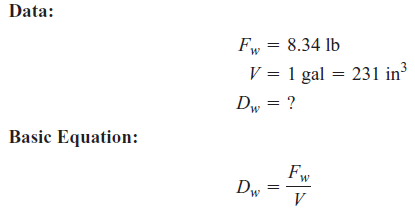 Data:
F_w = 8.34 lb
V = 1 gal = 231 in³
D_w = ?
Basic Equation:
D_w = F_w / V